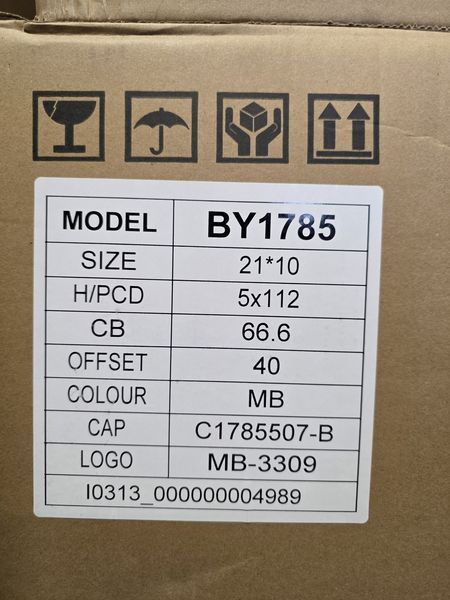 MODEL BY1785
SIZE 21*10
H/PCD 5x112
CB 66.6
OFFSET 40
COLOUR MB
CAP C1785507-B
LOGO MB-3309
I0313_000000004989